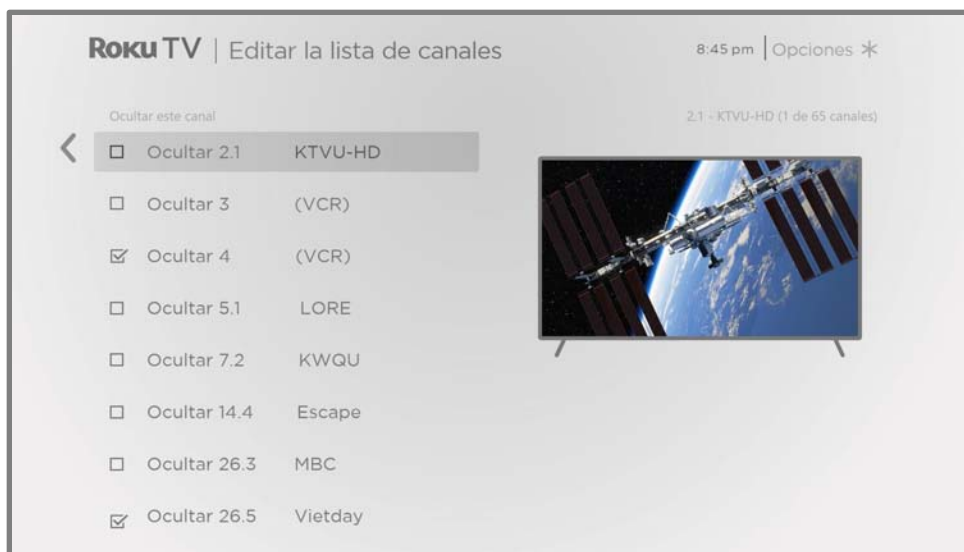 Roku TV | Editar la lista de canales
8:45 pm | Opciones
Ocultar este canal
2.1 - KTVU-HD (1 de 65 canales)
Ocultar 2.1 KTVU-HD
Ocultar 3 (VCR)
Ocultar 4 (VCR)
Ocultar 5.1 LORE
Ocultar 7.2 KWQU
Ocultar 14.4 Escape
Ocultar 26.3 MBC
Ocultar 26.5 Vietday